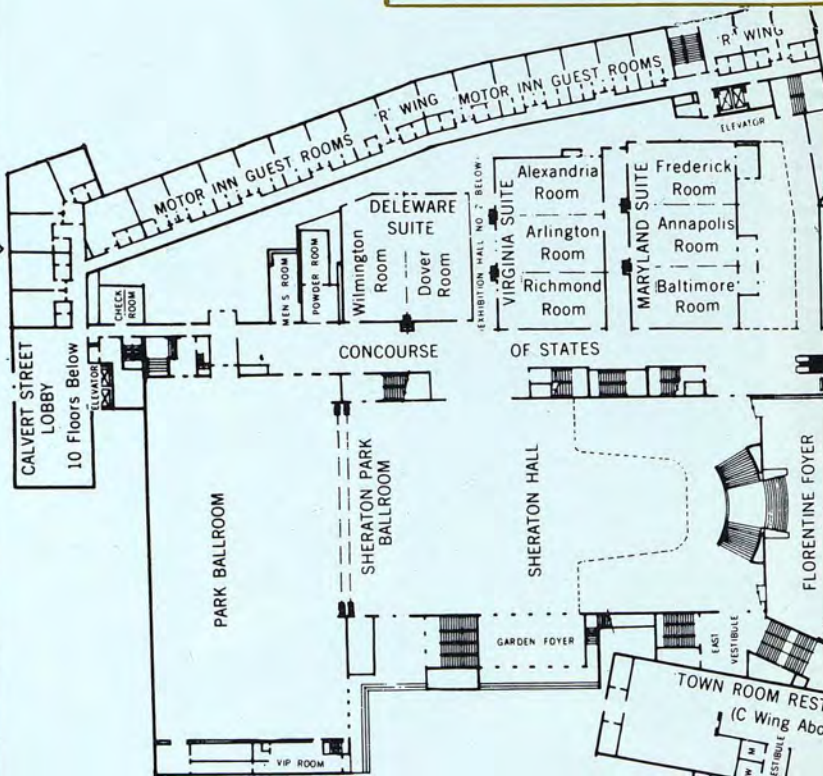 'R' WING
MOTOR INN GUEST ROOMS
'R' WING
MOTOR INN GUEST ROOMS
ELEVATOR
DELEWARE
SUITE
Wilmington
Room
Dover
Room
EXHIBITION HALL NO. 2 BELOW
VIRGINIA SUITE
Alexandria
Room
Arlington
Room
Richmond
Room
MARYLAND SUITE
Frederick
Room
Annapolis
Room
Baltimore
Room
MEN'S ROOM
POWDER ROOM
CHECK
ROOM
CALVERT STREET
LOBBY
10 Floors Below
ELEVATOR
CONCOURSE OF STATES
PARK BALLROOM
SHERATON PARK
BALLROOM
SHERATON HALL
FLORENTINE FOYER
GARDEN FOYER
EAST
VESTIBULE
VIP ROOM
TOWN ROOM REST
(C Wing Abo
W M
VESTIBULE